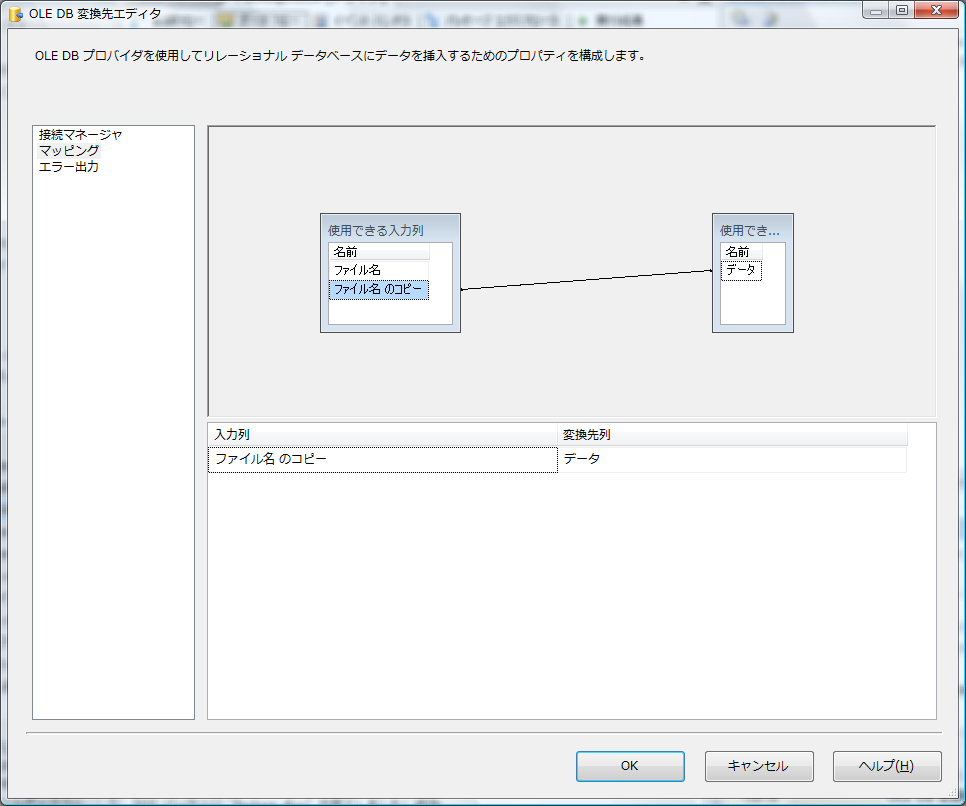 OLE DB 変換先エディタ
OLE DB プロバイダを使用してリレーショナル データベースにデータを挿入するためのプロパティを構成します。
接続マネージャ
マッピング
エラー出力
使用できる入力列
名前
ファイル名
ファイル名 のコピー
使用でき...
名前
データ
入力列 変換先列
ファイル名 のコピー データ
OK キャンセル ヘルプ(H)